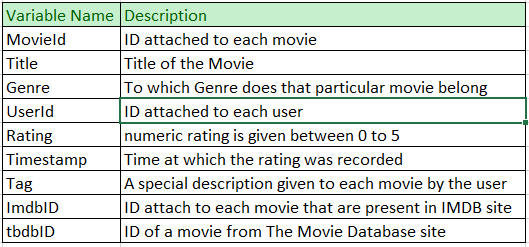 Variable Name Description
MovieId ID attached to each movie
Title Title of the Movie
Genre To which Genre does that particular movie belong
UserId ID attached to each user
Rating numeric rating is given between 0 to 5
Timestamp Time at which the rating was recorded
Tag A special description given to each movie by the user
ImdbID ID attach to each movie that are present in IMDB site
tbdbID ID of a movie from The Movie Database site